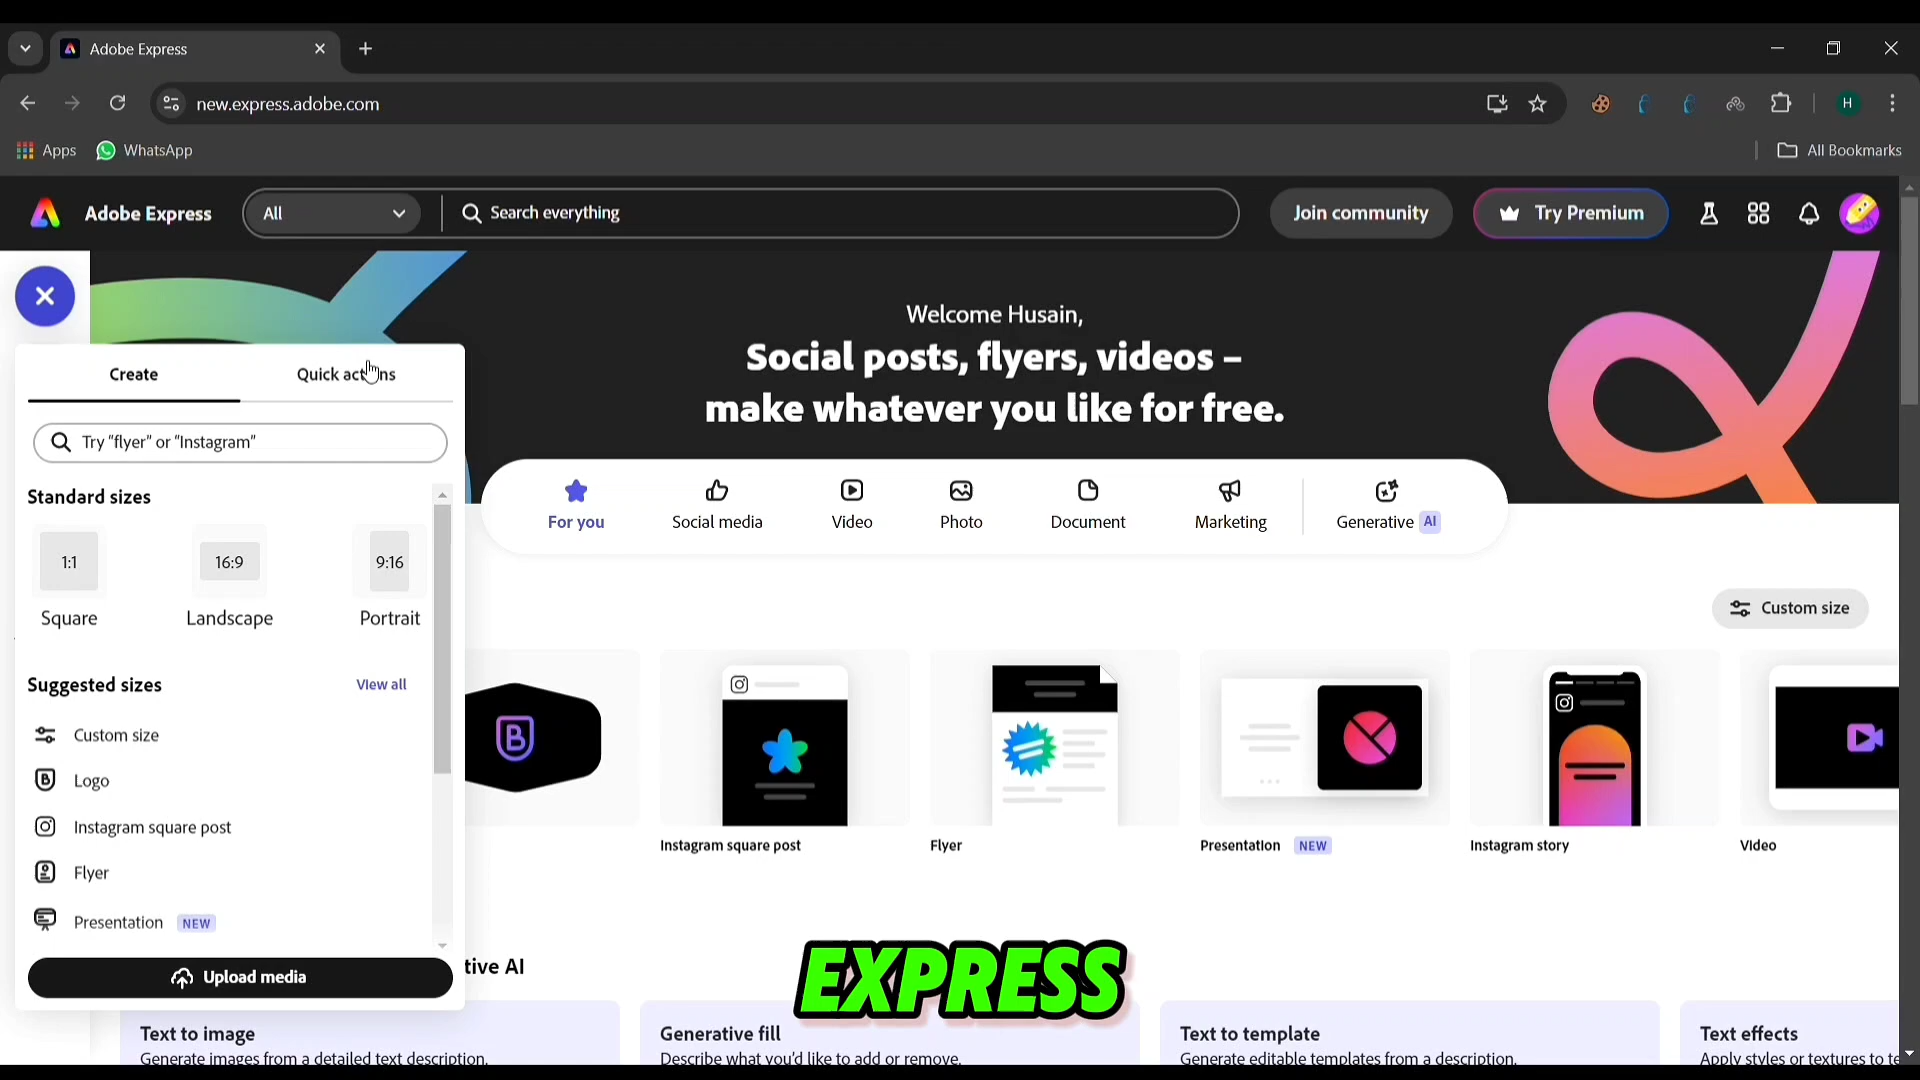 Adobe Express
new.express.adobe.com
H
Apps
WhatsApp
All Bookmarks
Adobe Express
All
Search everything
Join community
Try Premium
Welcome Husain,
Social posts, flyers, videos –
make whatever you like for free.
Create
Quick actions
Try "flyer" or "Instagram"
Standard sizes
1:1
16:9
9:16
Square
Landscape
Portrait
Suggested sizes
View all
Custom size
Logo
Instagram square post
Flyer
Presentation NEW
Upload media
For you
Social media
Video
Photo
Document
Marketing
Generative AI
Custom size
B
Instagram square post
Flyer
Presentation NEW
Instagram story
Video
tive AI
EXPRESS
Text to image
Generate images from a detailed text description.
Generative fill
Describe what you'd like to add or remove.
Text to template
Generate editable templates from a description.
Text effects
Apply styles or textures to te